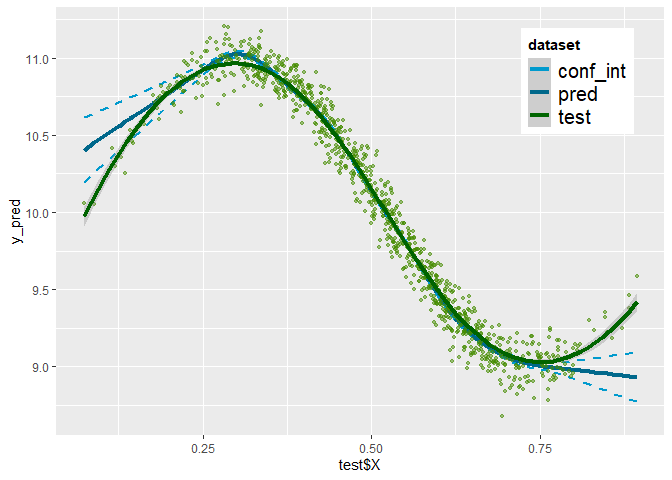 dataset
conf_int
pred
test
y_pred
11.0
10.5
10.0
9.5
9.0
0.25
0.50
0.75
test$X